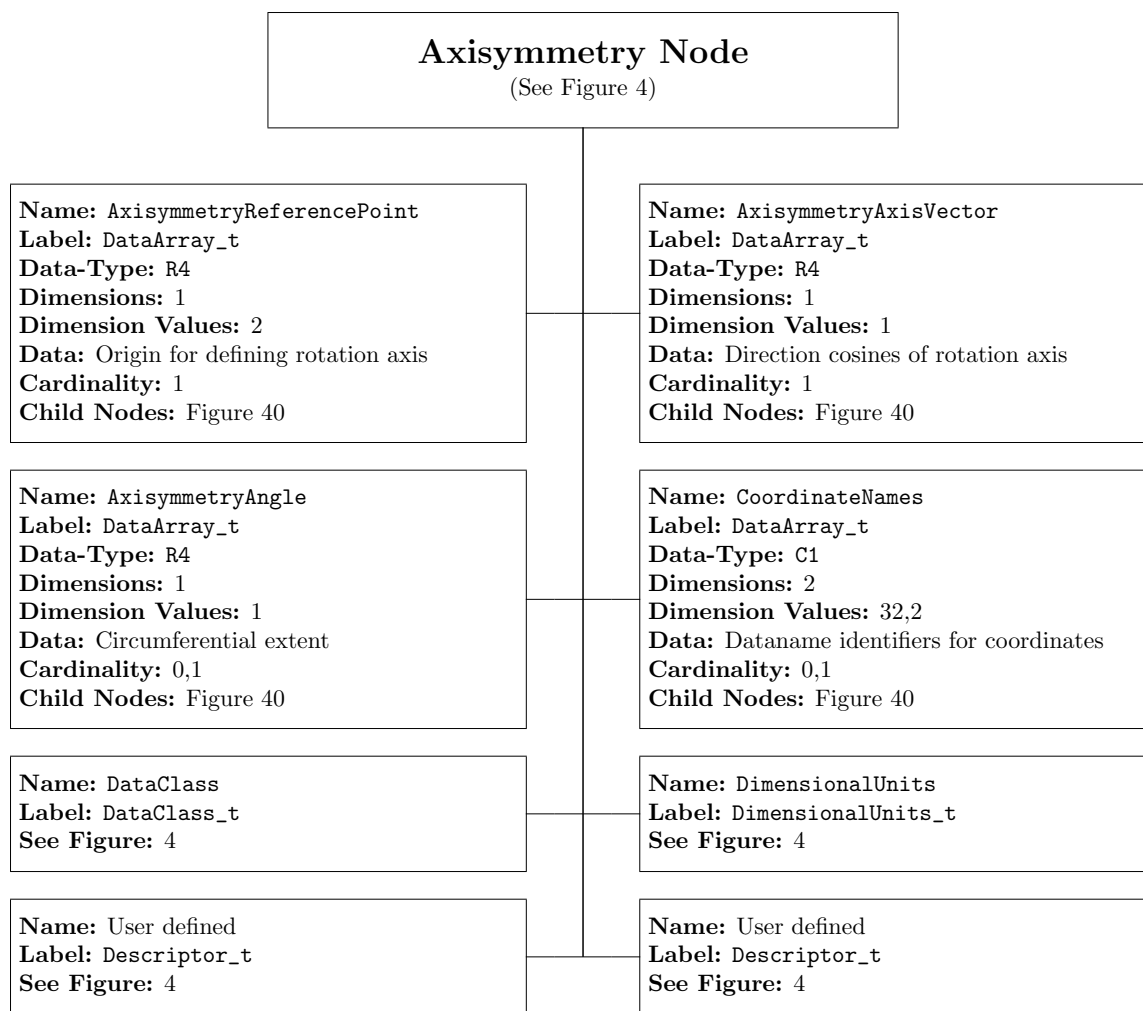 Axisymmetry Node
(See Figure 4)
Name: AxisymmetryReferencePoint
Label: DataArray_t
Data-Type: R4
Dimensions: 1
Dimension Values: 2
Data: Origin for defining rotation axis
Cardinality: 1
Child Nodes: Figure 40
Name: AxisymmetryAxisVector
Label: DataArray_t
Data-Type: R4
Dimensions: 1
Dimension Values: 1
Data: Direction cosines of rotation axis
Cardinality: 1
Child Nodes: Figure 40
Name: AxisymmetryAngle
Label: DataArray_t
Data-Type: R4
Dimensions: 1
Dimension Values: 1
Data: Circumferential extent
Cardinality: 0,1
Child Nodes: Figure 40
Name: CoordinateNames
Label: DataArray_t
Data-Type: C1
Dimensions: 2
Dimension Values: 32,2
Data: Dataname identifiers for coordinates
Cardinality: 0,1
Child Nodes: Figure 40
Name: DataClass
Label: DataClass_t
See Figure: 4
Name: DimensionalUnits
Label: DimensionalUnits_t
See Figure: 4
Name: User defined
Label: Descriptor_t
See Figure: 4
Name: User defined
Label: Descriptor_t
See Figure: 4